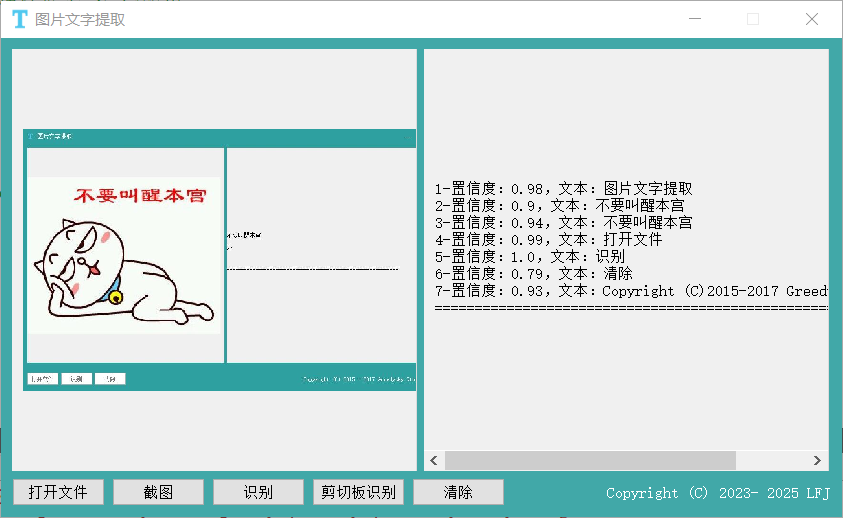 图片文字提取
图片文字提取
不要叫醒本宫
不要叫醒本宫
打开文件
识别
清除
1-置信度：0.98，文本：图片文字提取
2-置信度：0.9，文本：不要叫醒本宫
3-置信度：0.94，文本：不要叫醒本宫
4-置信度：0.99，文本：打开文件
5-置信度：1.0，文本：识别
6-置信度：0.79，文本：清除
7-置信度：0.93，文本：Copyright (C)2015-2017 Greed
====================================================
打开文件
截图
识别
剪切板识别
清除
Copyright (C) 2023- 2025 LFJ